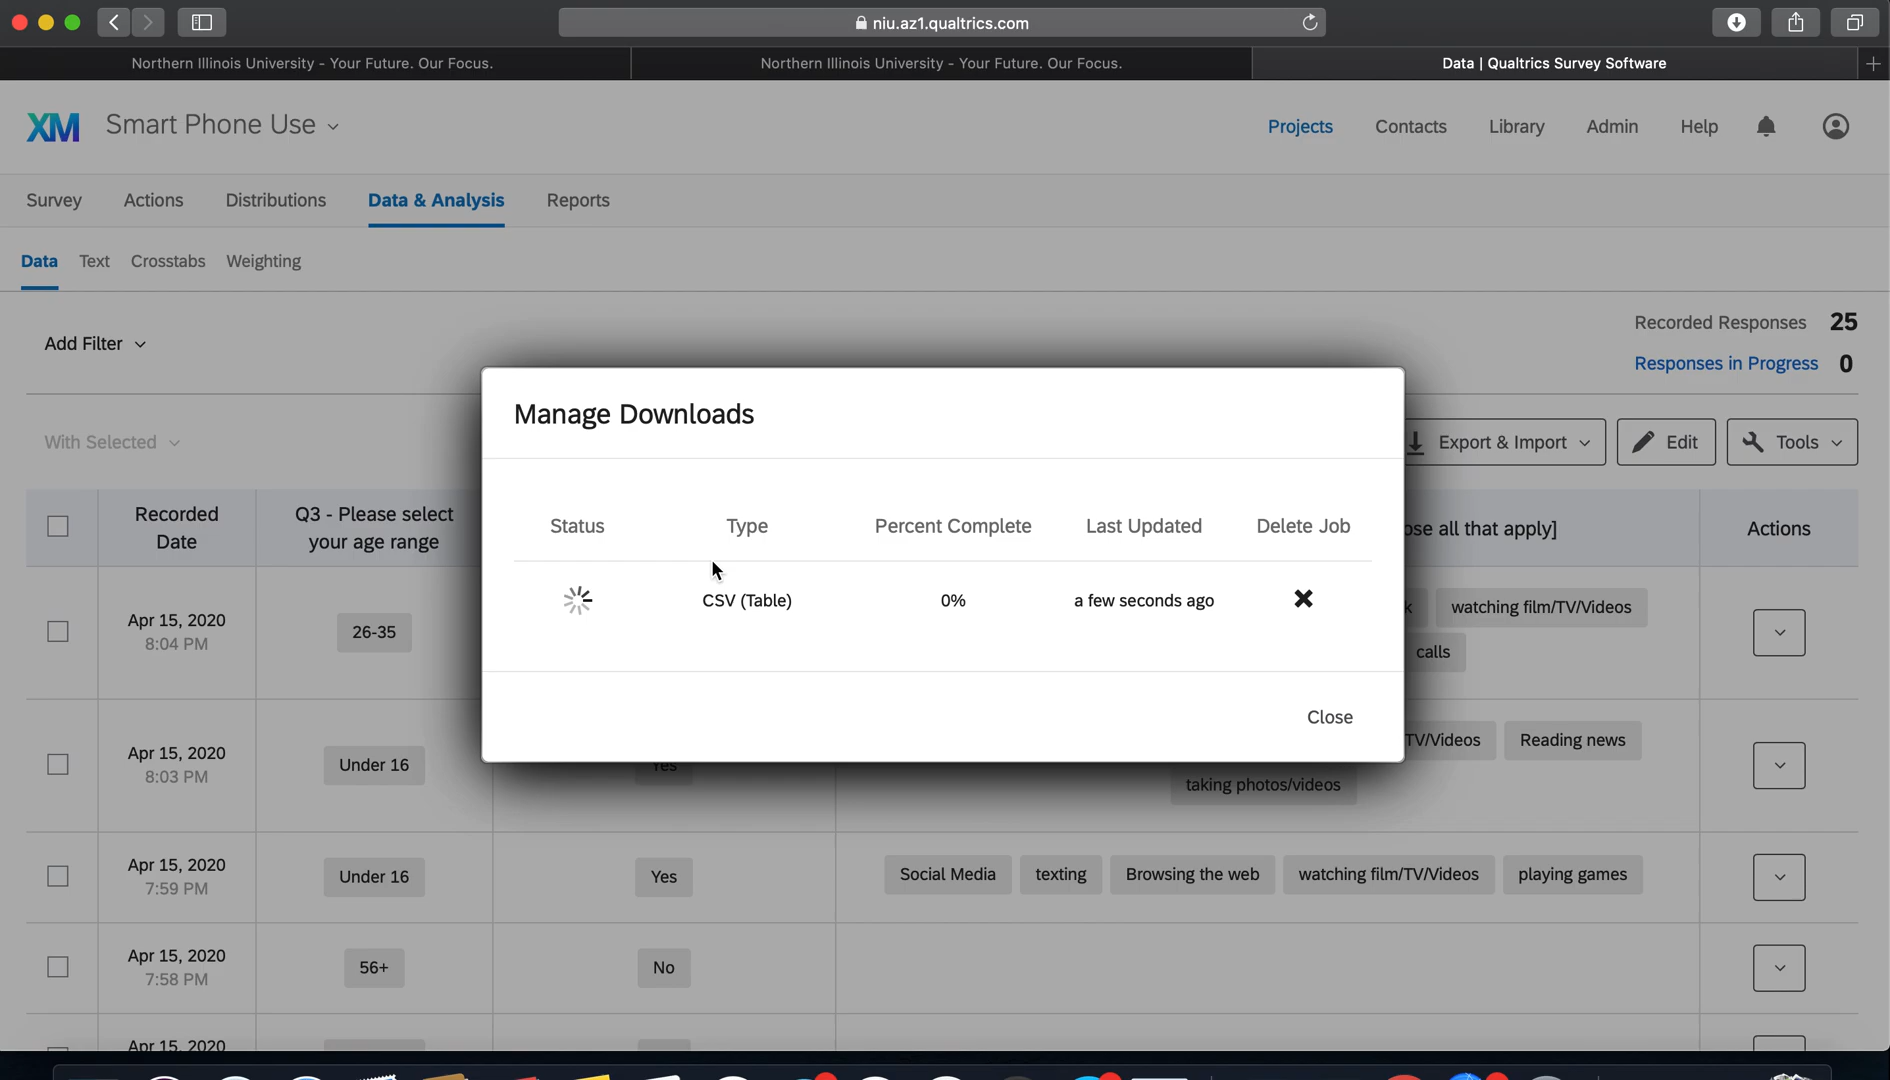 niu.az1.qualtrics.com
Northern Illinois University - Your Future. Our Focus.
Northern Illinois University - Your Future. Our Focus.
Data | Qualtrics Survey Software
XM
Smart Phone Use
Projects
Contacts
Library
Admin
Help
Survey
Actions
Distributions
Data & Analysis
Reports
Data
Text
Crosstabs
Weighting
Add Filter
Recorded Responses 25
Responses in Progress 0
With Selected
Manage Downloads
Export & Import
Edit
Tools
Recorded
Date
Q3 - Please select
your age range
Status
Type
Percent Complete
Last Updated
Delete Job
ose all that apply]
Actions
CSV (Table)
0%
a few seconds ago
Apr 15, 2020
8:04 PM
26-35
k
watching film/TV/Videos
calls
Close
Apr 15, 2020
8:03 PM
Under 16
Yes
TV/Videos
Reading news
taking photos/videos
Apr 15, 2020
7:59 PM
Under 16
Yes
Social Media
texting
Browsing the web
watching film/TV/Videos
playing games
Apr 15, 2020
7:58 PM
56+
No
Apr 15, 2020